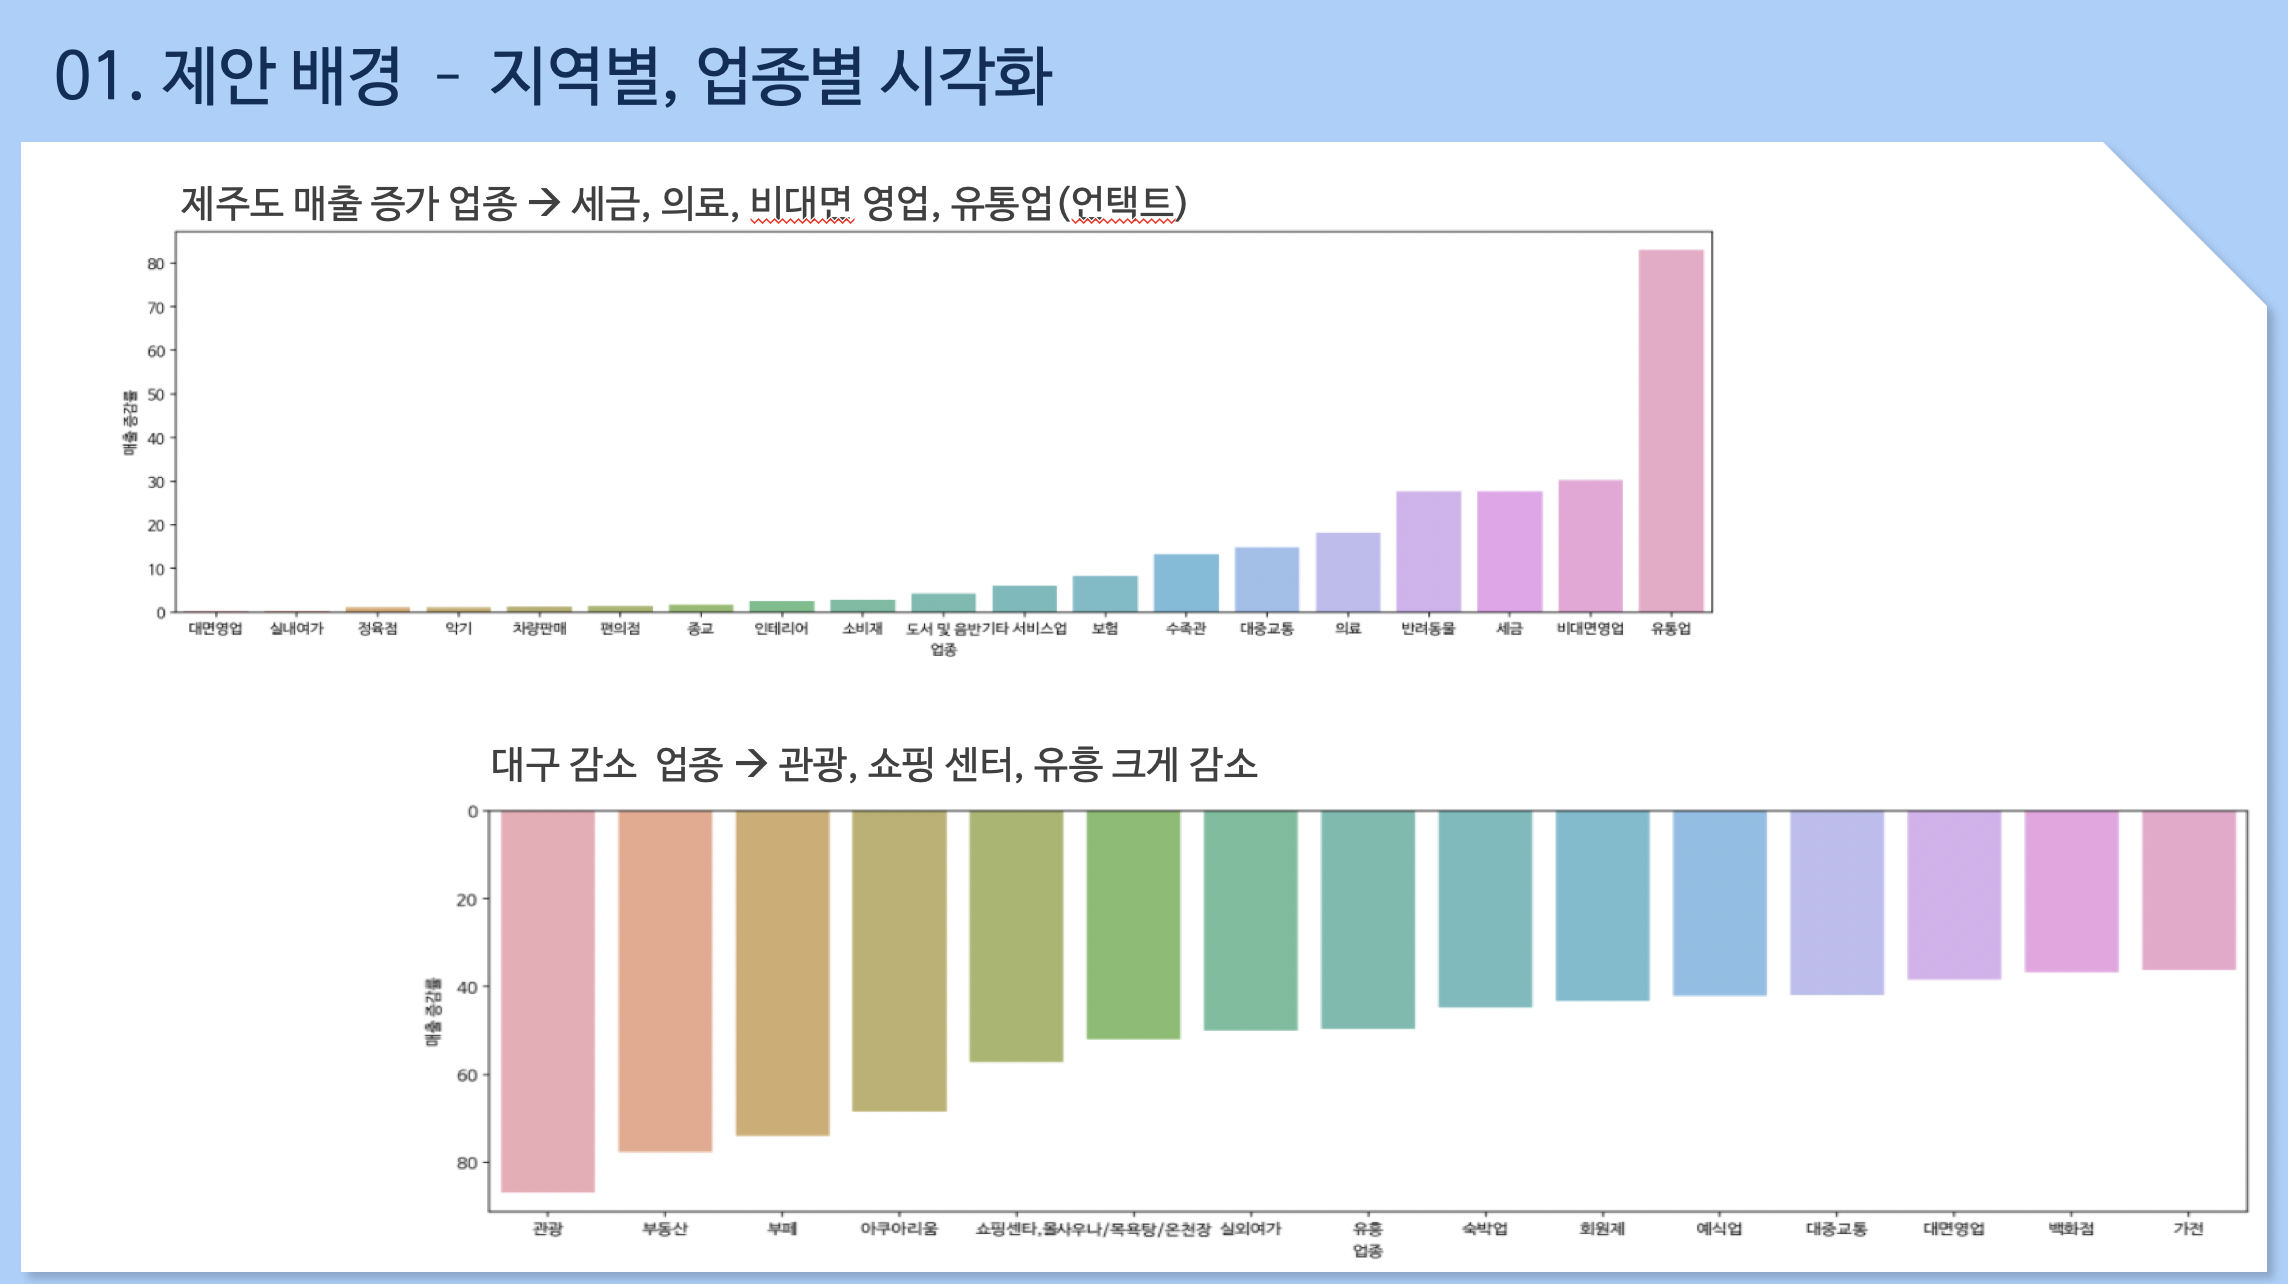 01. 제안 배경 - 지역별, 업종별 시각화
제주도 매출 증가 업종 → 세금, 의료, 비대면 영업, 유통업(언택트)
80
70
60
50
40
30
20
10
0
매출 증감률
대면영업 실내여가 정육점 악기 차량판매 편의점 종교 인테리어 소비재 도서 및 음반 기타 서비스업 보험 수족관 대중교통 의료 반려동물 세금 비대면영업 유통업
업종
대구 감소 업종 → 관광, 쇼핑 센터, 유흥 크게 감소
0
20
40
60
80
매출 증감률
관광 부동산 부페 아쿠아리움 쇼핑센타,몰 사우나/목욕탕/온천장 실외여가 유흥 숙박업 회원제 예식업 대중교통 대면영업 백화점 가전
업종